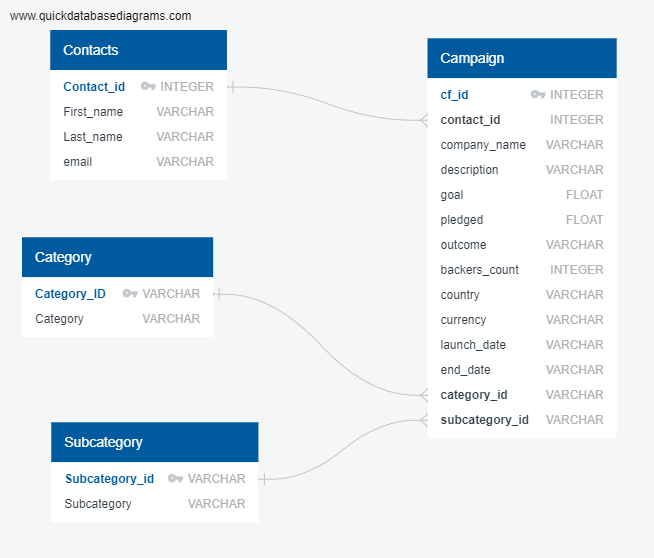 www.quickdatabasediagrams.com
Contacts
Contact_id INTEGER
First_name VARCHAR
Last_name VARCHAR
email VARCHAR
Campaign
cf_id INTEGER
contact_id INTEGER
company_name VARCHAR
description VARCHAR
goal FLOAT
pledged FLOAT
outcome VARCHAR
backers_count INTEGER
country VARCHAR
currency VARCHAR
launch_date VARCHAR
end_date VARCHAR
category_id VARCHAR
subcategory_id VARCHAR
Category
Category_ID VARCHAR
Category VARCHAR
Subcategory
Subcategory_id VARCHAR
Subcategory VARCHAR